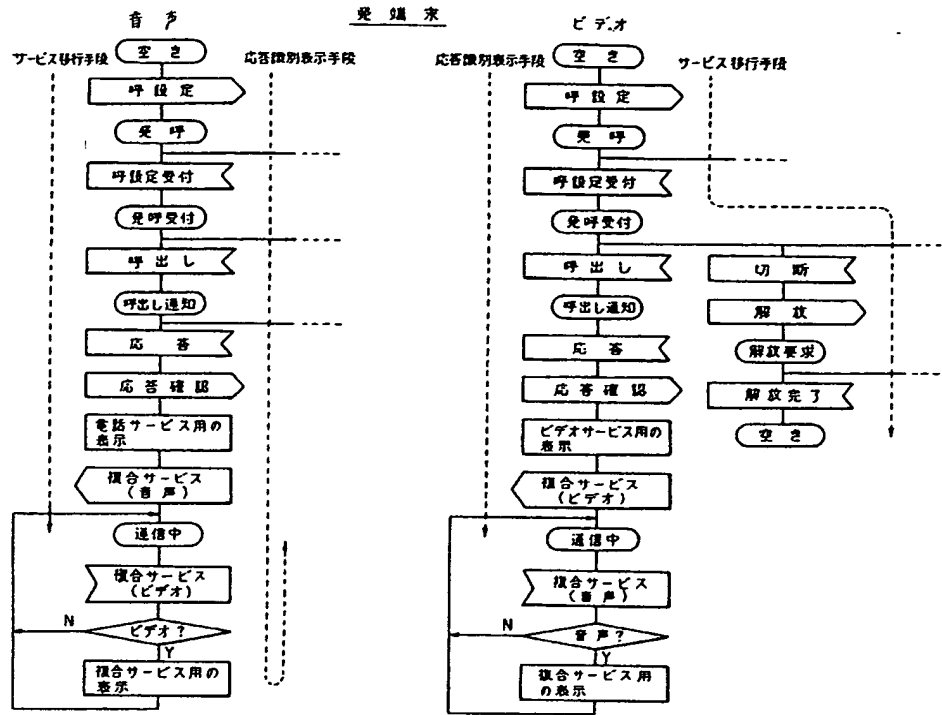 発端末
音声
サービス移行手段
応答識別表示手段
空き
呼設定
発呼
呼設定受付
発呼受付
呼出し
呼出し通知
応答
応答確認
電話サービス用の
表示
複合サービス
(音声)
通信中
複合サービス
(ビデオ)
ビデオ?
N
Y
複合サービス用の
表示
ビデオ
応答識別表示手段
サービス移行手段
空き
呼設定
発呼
呼設定受付
発呼受付
呼出し
呼出し通知
応答
応答確認
ビデオサービス用の
表示
複合サービス
(ビデオ)
通信中
複合サービス
(音声)
音声?
N
Y
複合サービス用
の表示
切断
解放
解放要求
解放完了
空き